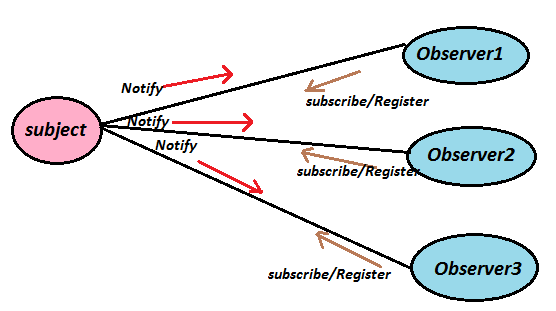 Observer1
Notify
subscribe/Register
subject
Notify
Observer2
Notify
subscribe/Register
Observer3
subscribe/Register